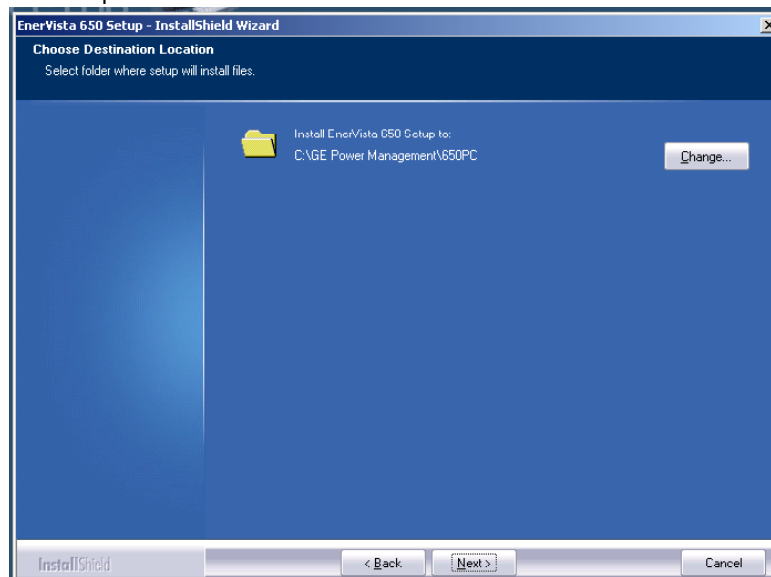 EnerVista 650 Setup - InstallShield Wizard
Choose Destination Location
Select folder where setup will install files.
Install EnerVista 650 Setup to:
C:\GE Power Management\650PC
Change...
InstallShield
< Back
Next >
Cancel